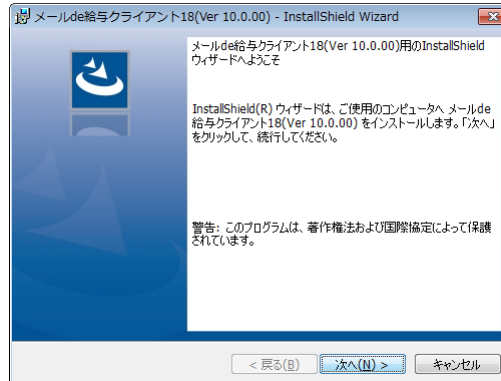 メールde給与クライアント18(Ver 10.0.00) - InstallShield Wizard
メールde給与クライアント18(Ver 10.0.00)用のInstallShield
ウィザードへようこそ
InstallShield(R) ウィザードは、ご使用のコンピュータへ メールde
給与クライアント18(Ver 10.0.00) をインストールします。「次へ」
をクリックして、続行してください。
警告: このプログラムは、著作権法および国際協定によって保護
されています。
< 戻る(B)
次へ(N) >
キャンセル